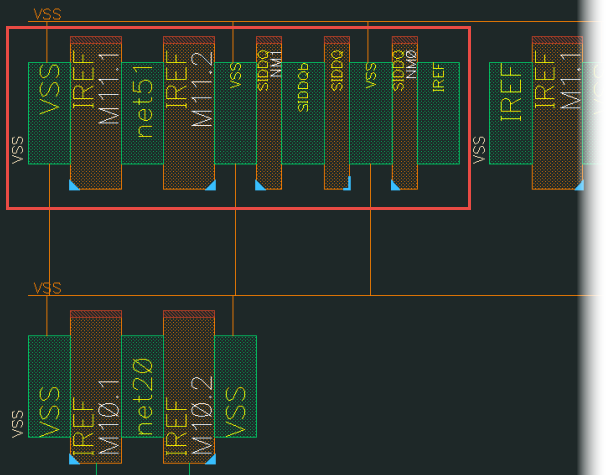 VSS
VSS
VSS
IREF
M11.1
net51
IREF
M11.2
VSS
SIDDQ
NM1
SIDDQb
SIDDQ
VSS
SIDDQ
NM0
IREF
VSS
IREF
IREF
M1.1
VSS
VSS
VSS
IREF
M10.1
net20
IREF
M10.2
VSS